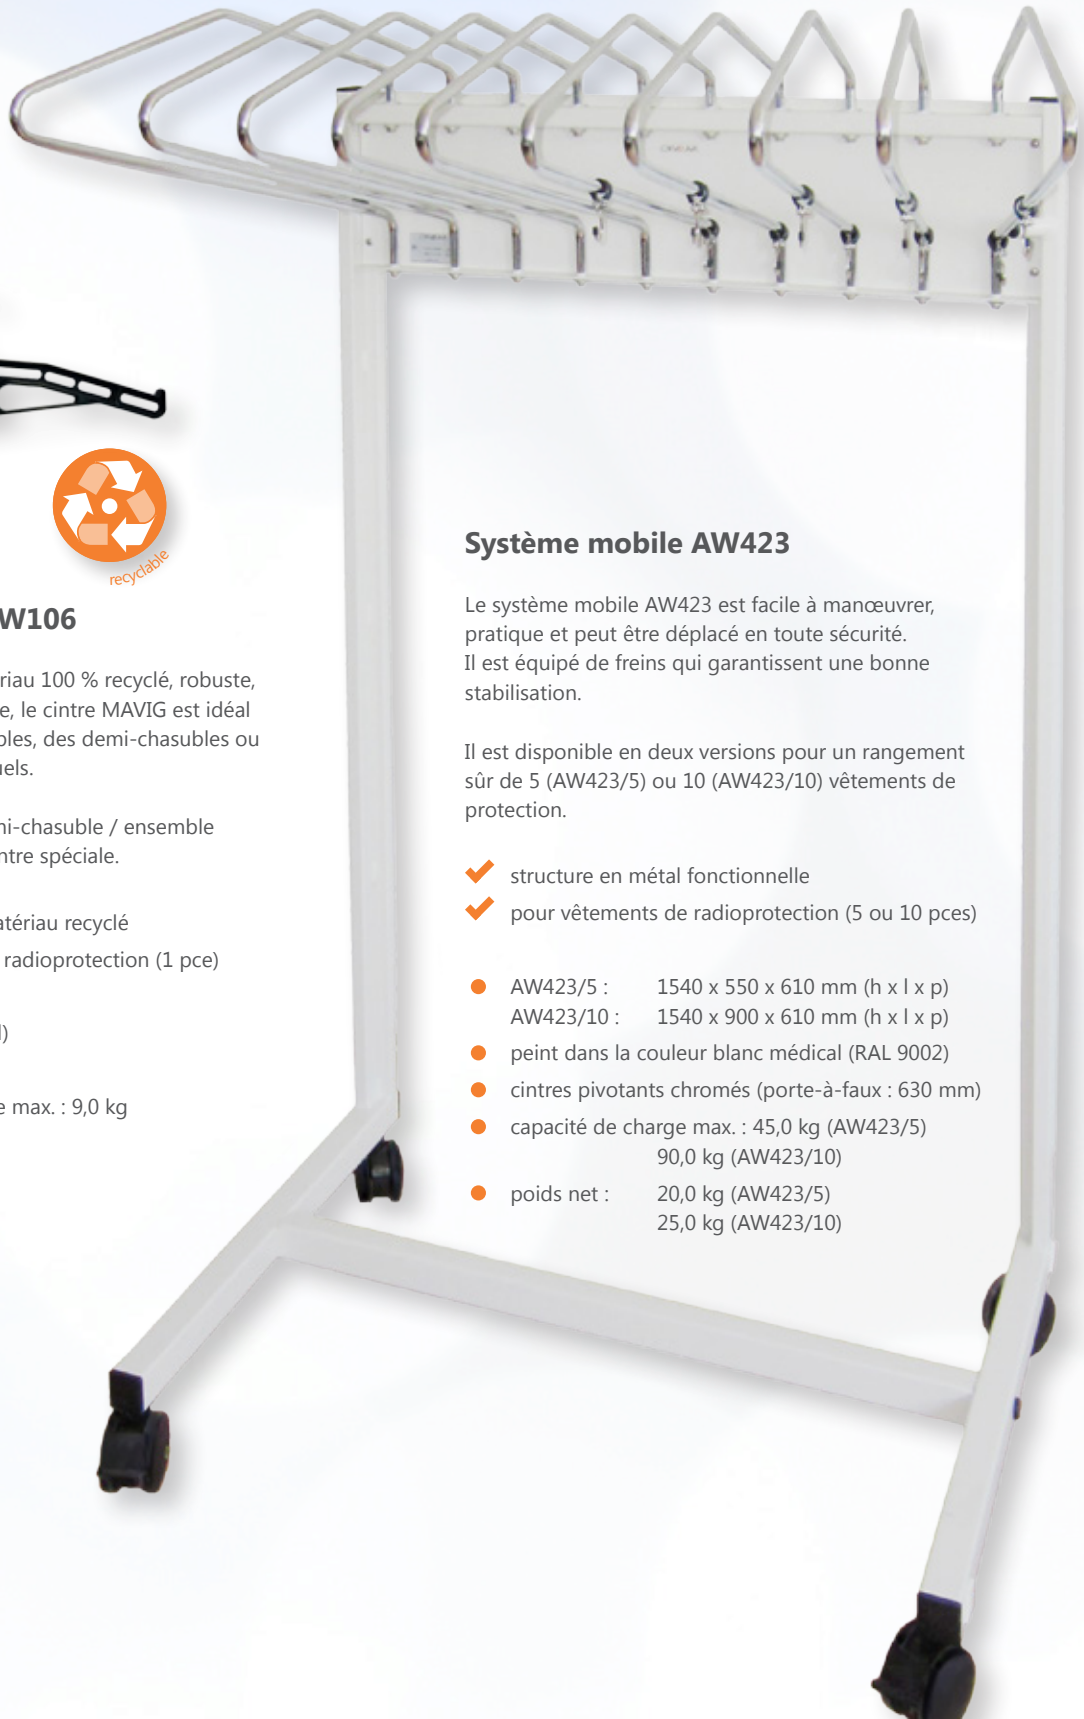 recyclable
W106
riau 100 % recyclé, robuste,
e, le cintre MAVIG est idéal
bles, des demi-chasubles ou
uels.
ni-chasuble / ensemble
ntre spéciale.
atériau recyclé
radioprotection (1 pce)
l)
e max. : 9,0 kg
Système mobile AW423
Le système mobile AW423 est facile à manœuvrer,
pratique et peut être déplacé en toute sécurité.
Il est équipé de freins qui garantissent une bonne
stabilisation.
Il est disponible en deux versions pour un rangement
sûr de 5 (AW423/5) ou 10 (AW423/10) vêtements de
protection.
structure en métal fonctionnelle
pour vêtements de radioprotection (5 ou 10 pces)
AW423/5 : 1540 x 550 x 610 mm (h x l x p)
AW423/10 : 1540 x 900 x 610 mm (h x l x p)
peint dans la couleur blanc médical (RAL 9002)
cintres pivotants chromés (porte-à-faux : 630 mm)
capacité de charge max. : 45,0 kg (AW423/5)
90,0 kg (AW423/10)
poids net : 20,0 kg (AW423/5)
25,0 kg (AW423/10)